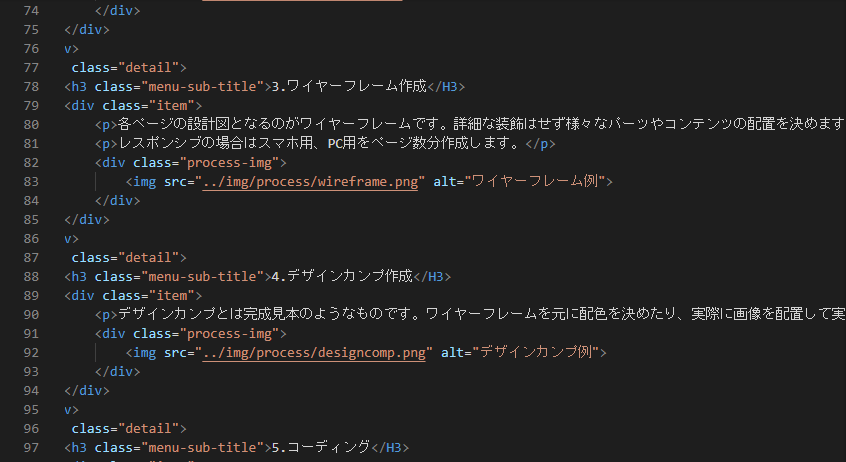 74 </div>
75 </div>
76 v>
77 class="detail">
78 <h3 class="menu-sub-title">3.ワイヤーフレーム作成</H3>
79 <div class="item">
80 <p>各ページの設計図となるのがワイヤーフレームです。詳細な装飾はせず様々なパーツやコンテンツの配置を決めます
81 <p>レスポンシブの場合はスマホ用、PC用をページ数分作成します。</p>
82 <div class="process-img">
83 <img src="../img/process/wireframe.png" alt="ワイヤーフレーム例">
84 </div>
85 </div>
86 v>
87 class="detail">
88 <h3 class="menu-sub-title">4.デザインカンプ作成</H3>
89 <div class="item">
90 <p>デザインカンプとは完成見本のようなものです。ワイヤーフレームを元に配色を決めたり、実際に画像を配置して実
91 <div class="process-img">
92 <img src="../img/process/designcomp.png" alt="デザインカンプ例">
93 </div>
94 </div>
95 v>
96 class="detail">
97 <h3 class="menu-sub-title">5.コーディング</H3>